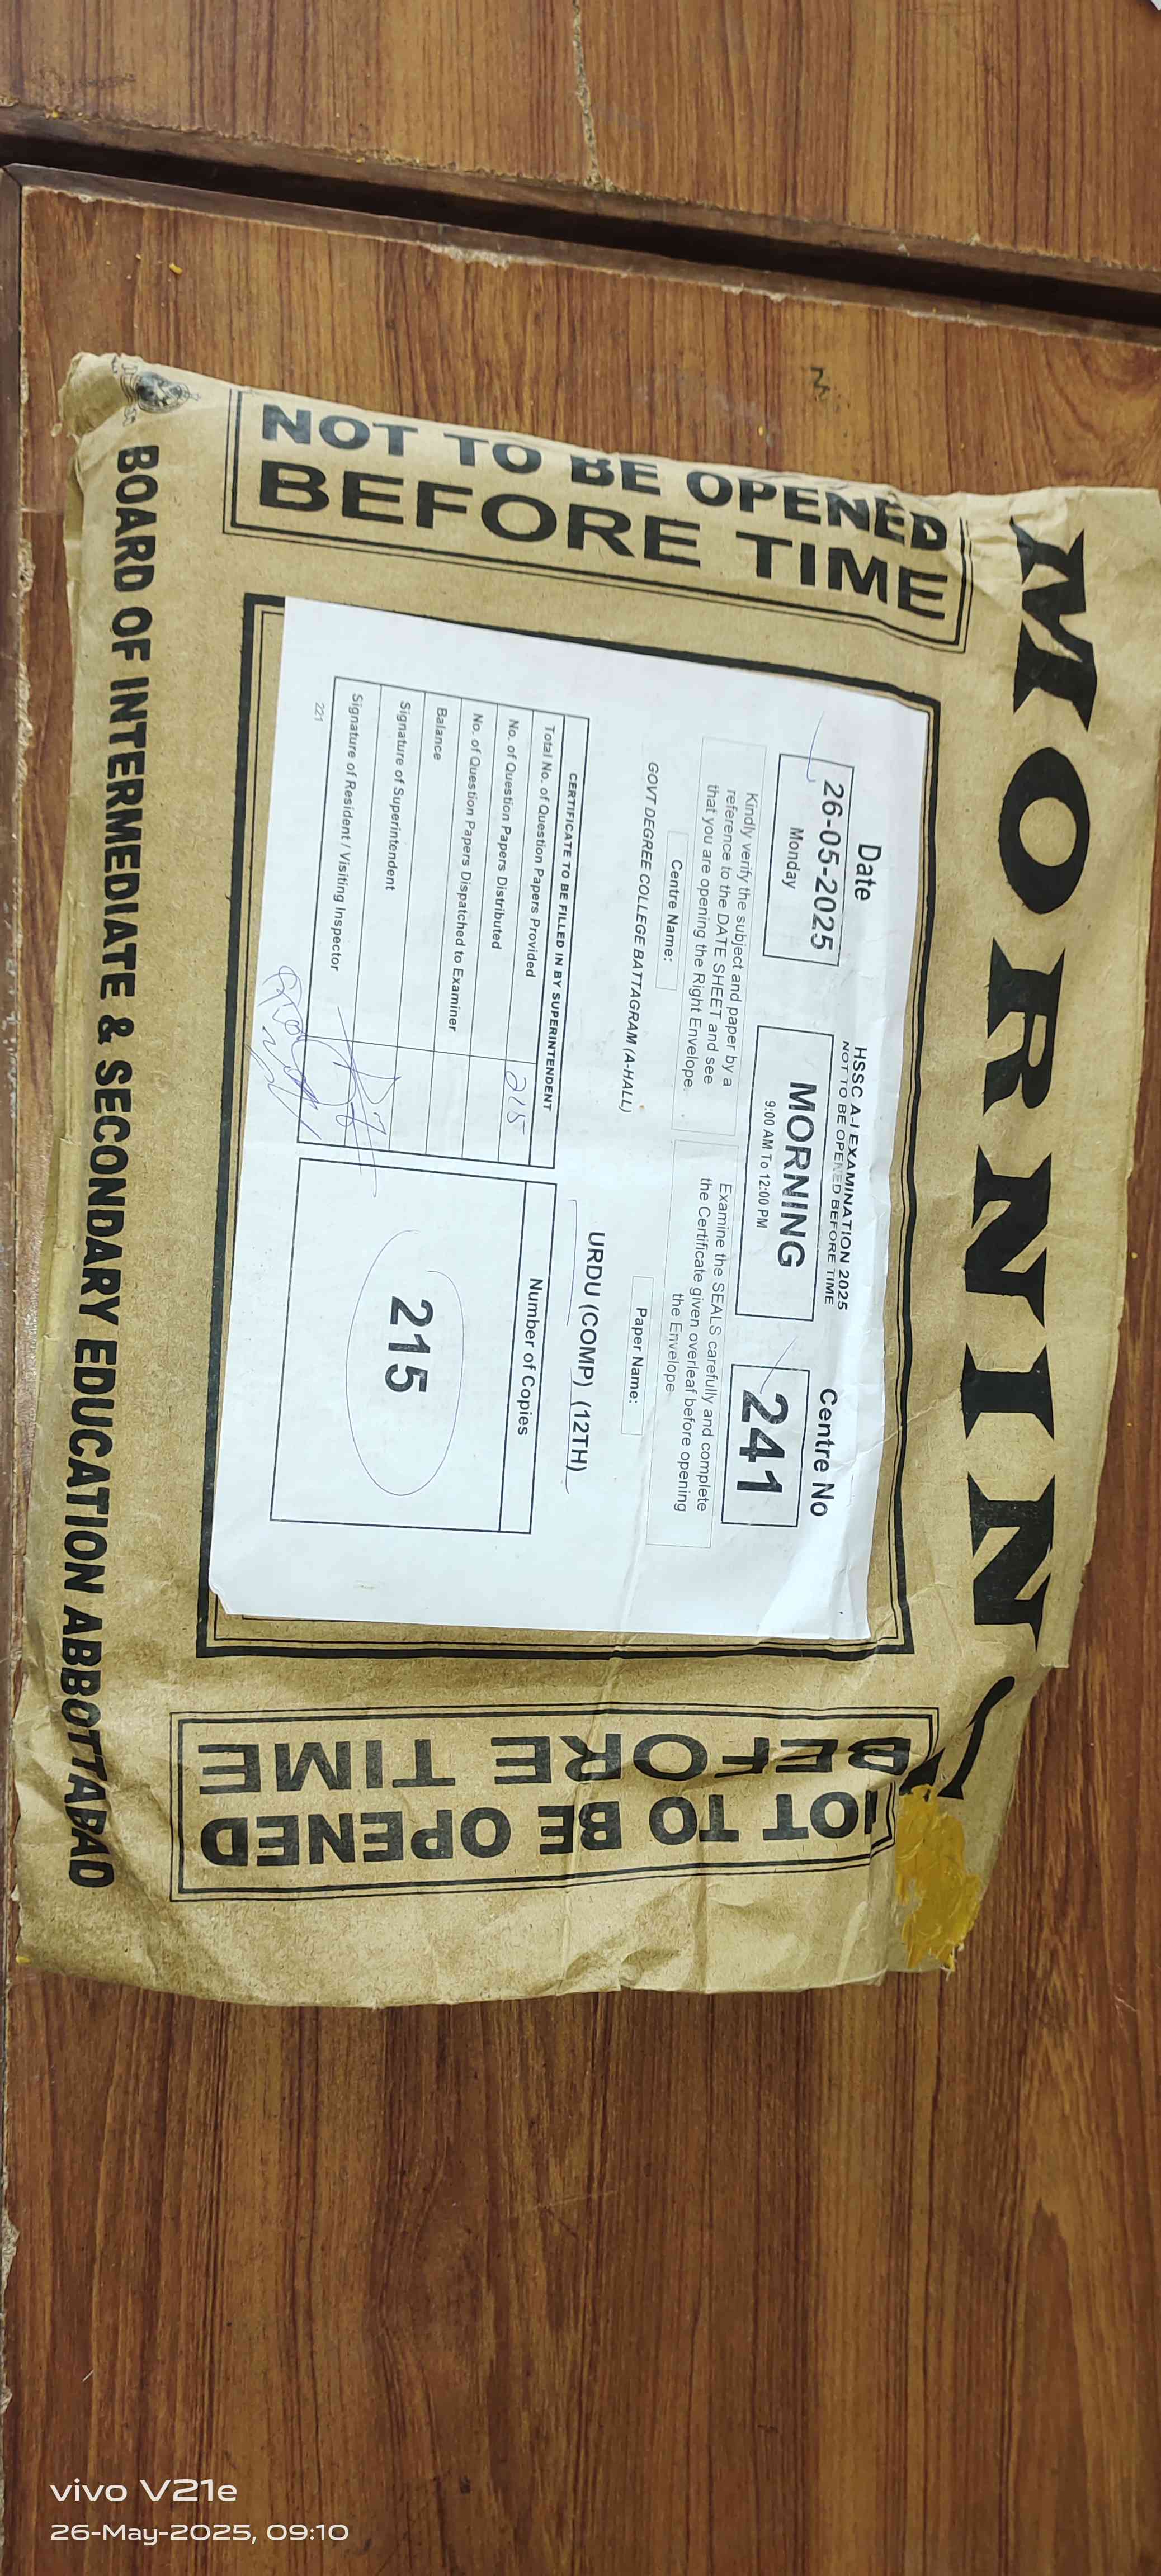 MORNING
NOT TO BE OPENED
BEFORE TIME
HSSC A-I EXAMINATION 2025
NOT TO BE OPENED BEFORE TIME
Date
26-05-2025
Monday
MORNING
9:00 AM To 12:00 PM
Centre No
241
Kindly verify the subject and paper by a
reference to the DATE SHEET and see
that you are opening the Right Envelope.
Examine the SEALS carefully and complete
the Certificate given overleaf before opening
the Envelope
Centre Name:
GOVT DEGREE COLLEGE BATTAGRAM (A-HALL)
Paper Name:
URDU (COMP) (12TH)
CERTIFICATE TO BE FILLED IN BY SUPERINTENDENT
Total No. of Question Papers Provided
215
No. of Question Papers Distributed
No. of Question Papers Dispatched to Examiner
Balance
Signature of Superintendent
Signature of Resident / Visiting Inspector
221
Number of Copies
215
NOT TO BE OPENED
BEFORE TIME
BOARD OF INTERMEDIATE & SECONDARY EDUCATION ABBOTTABAD
vivo V21e
26-May-2025, 09:10